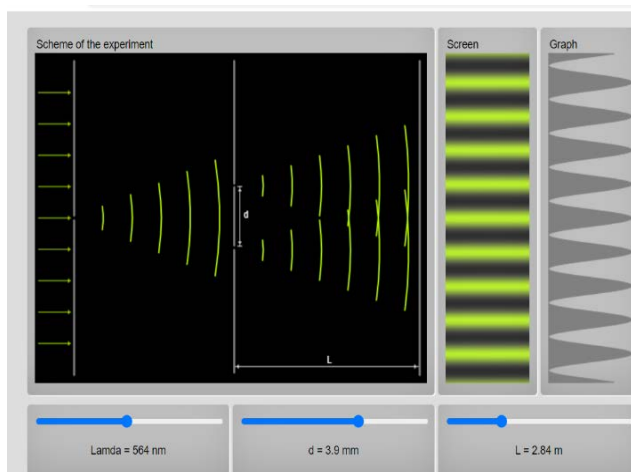 Scheme of the experiment
Screen
Graph
d
L
Lamda = 564 nm
d = 3.9 mm
L = 2.84 m